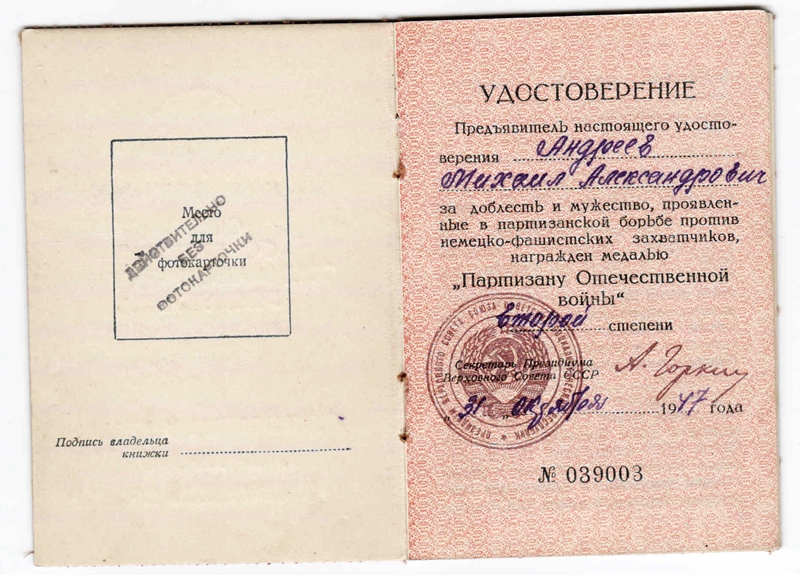 Место
для
фотокарточки
ДЕЙСТВИТЕЛЬНО
БЕЗ
ФОТОКАРТОЧКИ
Подпись владельца
книжки
УДОСТОВЕРЕНИЕ
Предъявитель настоящего удосто-
верения Андреев
Михаил Александрович
за доблесть и мужество, проявлен-
ные в партизанской борьбе против
немецко-фашистских захватчиков,
награжден медалью
„Партизану Отечественной
войны“
второй степени
Секретарь Президиума
Верховного Совета СССР А. Горкин
„31„ октября 1947 года
№ 039003